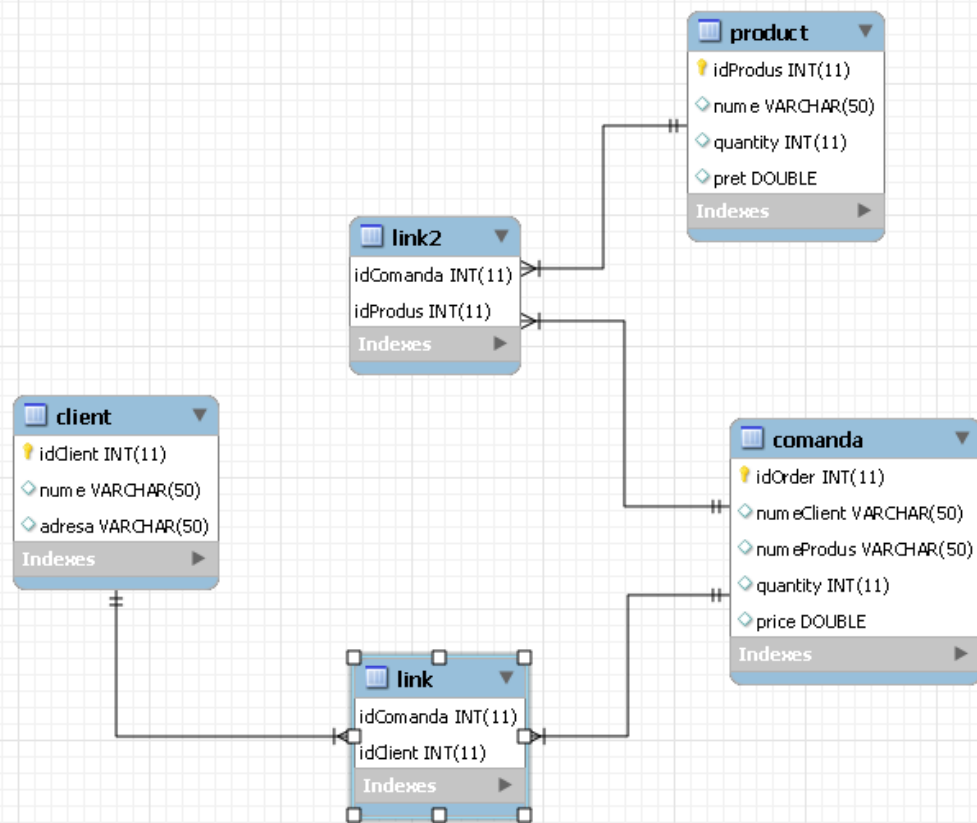 product
idProdus INT(11)
nume VARCHAR(50)
quantity INT(11)
pret DOUBLE
Indexes
link2
idComanda INT(11)
idProdus INT(11)
Indexes
client
idClient INT(11)
nume VARCHAR(50)
adresa VARCHAR(50)
Indexes
comanda
idOrder INT(11)
numeClient VARCHAR(50)
numeProdus VARCHAR(50)
quantity INT(11)
price DOUBLE
Indexes
link
idComanda INT(11)
idClient INT(11)
Indexes